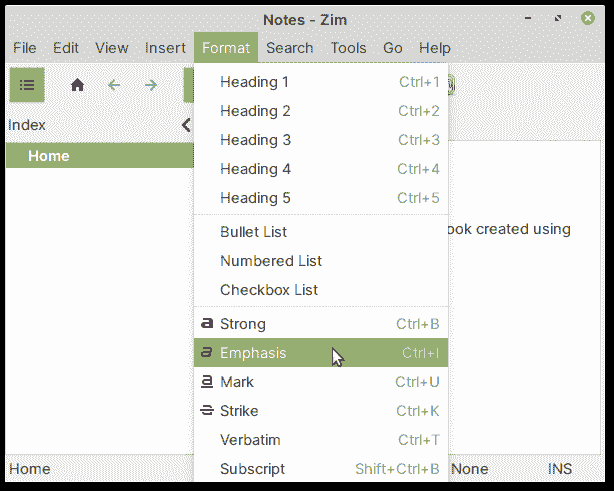 Notes - Zim
File Edit View Insert Format Search Tools Go Help
Index
Home
Heading 1 Ctrl+1
Heading 2 Ctrl+2
Heading 3 Ctrl+3
Heading 4 Ctrl+4
Heading 5 Ctrl+5
Bullet List
ook created using
Numbered List
Checkbox List
a Strong Ctrl+B
a Emphasis Ctrl+I
a Mark Ctrl+U
a Strike Ctrl+K
Verbatim Ctrl+T
Subscript Shift+Ctrl+B
Home None INS